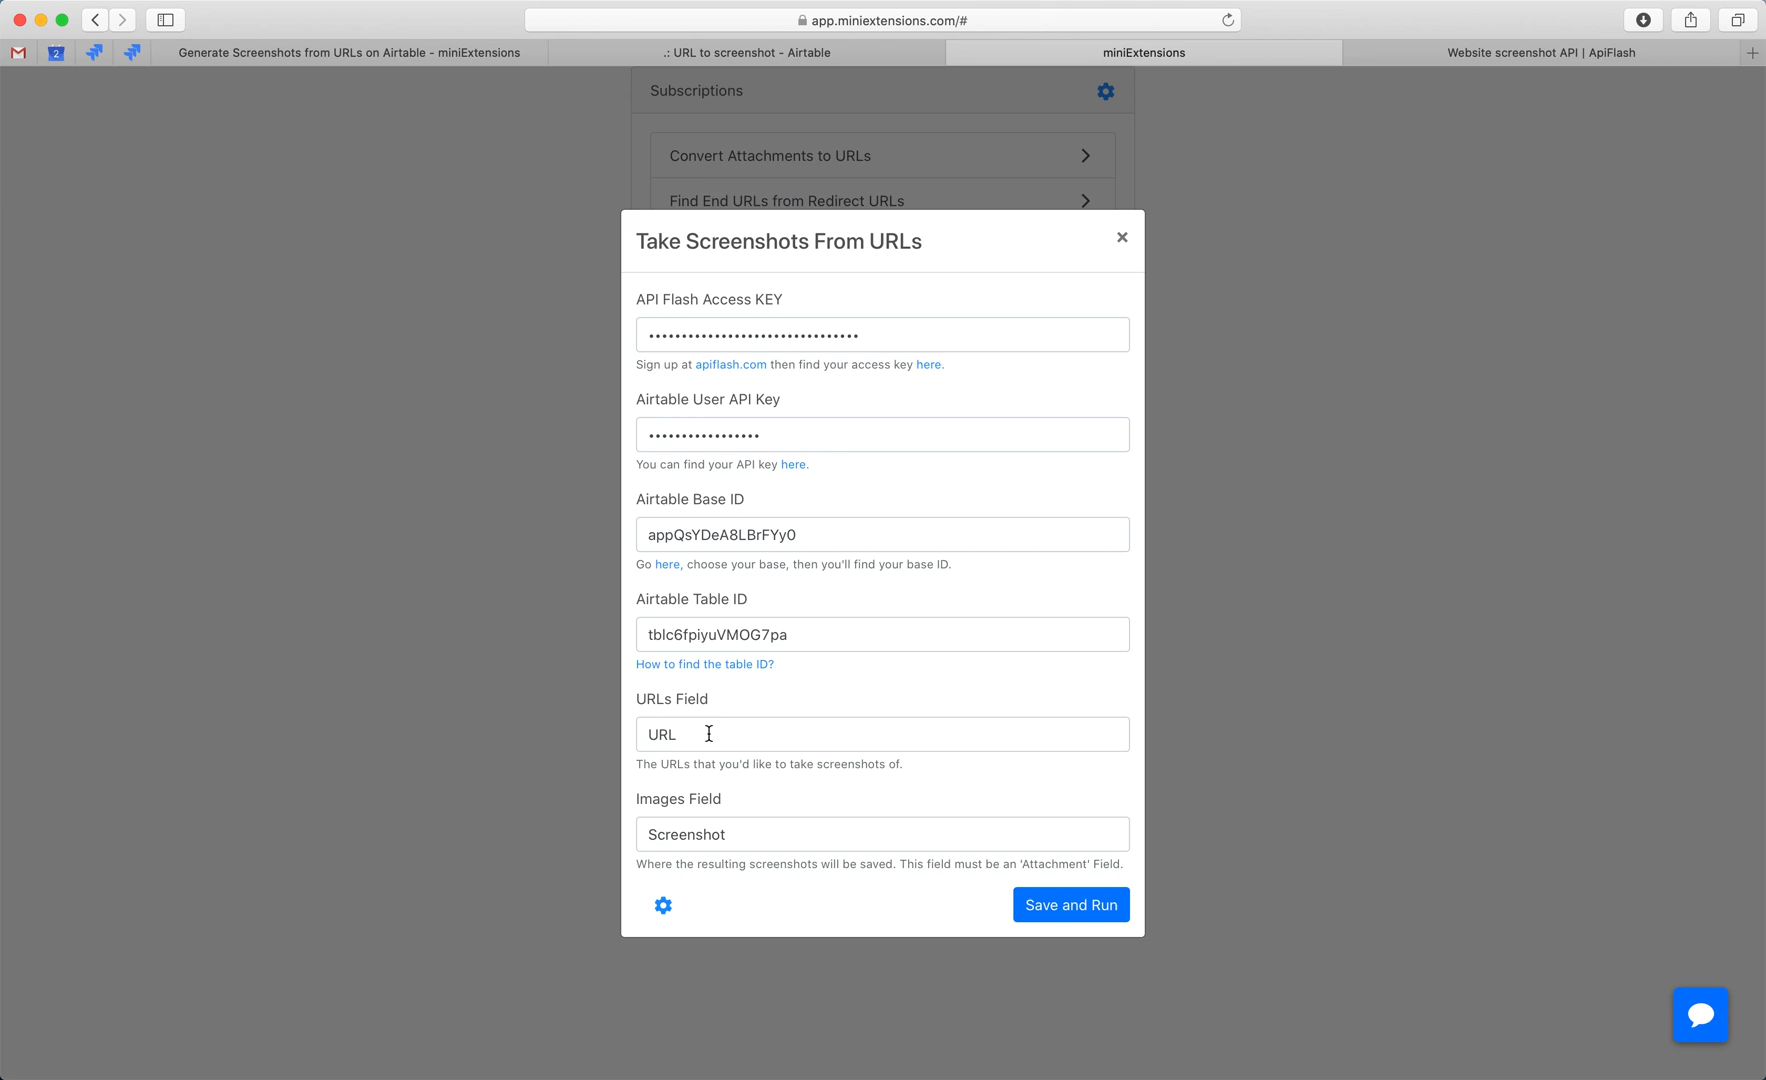 app.miniextensions.com/#
2
Generate Screenshots from URLs on Airtable - miniExtensions
.: URL to screenshot - Airtable
miniExtensions
Website screenshot API | ApiFlash
Subscriptions
Convert Attachments to URLs
Find End URLs from Redirect URLs
Take Screenshots From URLs
API Flash Access KEY
••••••••••••••••••••••••••••••••
Sign up at apiflash.com then find your access key here.
Airtable User API Key
•••••••••••••••••
You can find your API key here.
Airtable Base ID
appQsYDeA8LBrFYy0
Go here, choose your base, then you'll find your base ID.
Airtable Table ID
tblc6fpiyuVMOG7pa
How to find the table ID?
URLs Field
URL
The URLs that you'd like to take screenshots of.
Images Field
Screenshot
Where the resulting screenshots will be saved. This field must be an 'Attachment' Field.
Save and Run